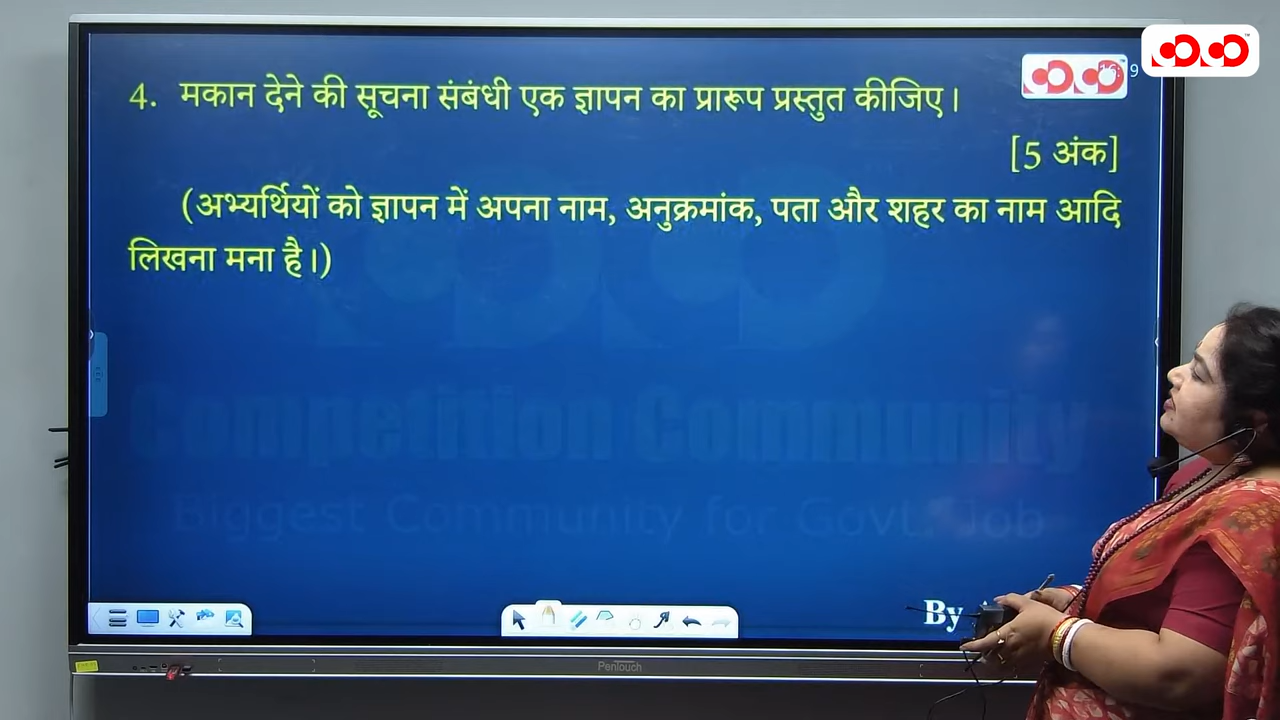 4. मकान देने की सूचना संबंधी एक ज्ञापन का प्रारूप प्रस्तुत कीजिए।
[5 अंक]
(अभ्यर्थियों को ज्ञापन में अपना नाम, अनुक्रमांक, पता और शहर का नाम आदि
लिखना मना है।)
Competition Community
Biggest Community for Govt. Job
By
Pentouch